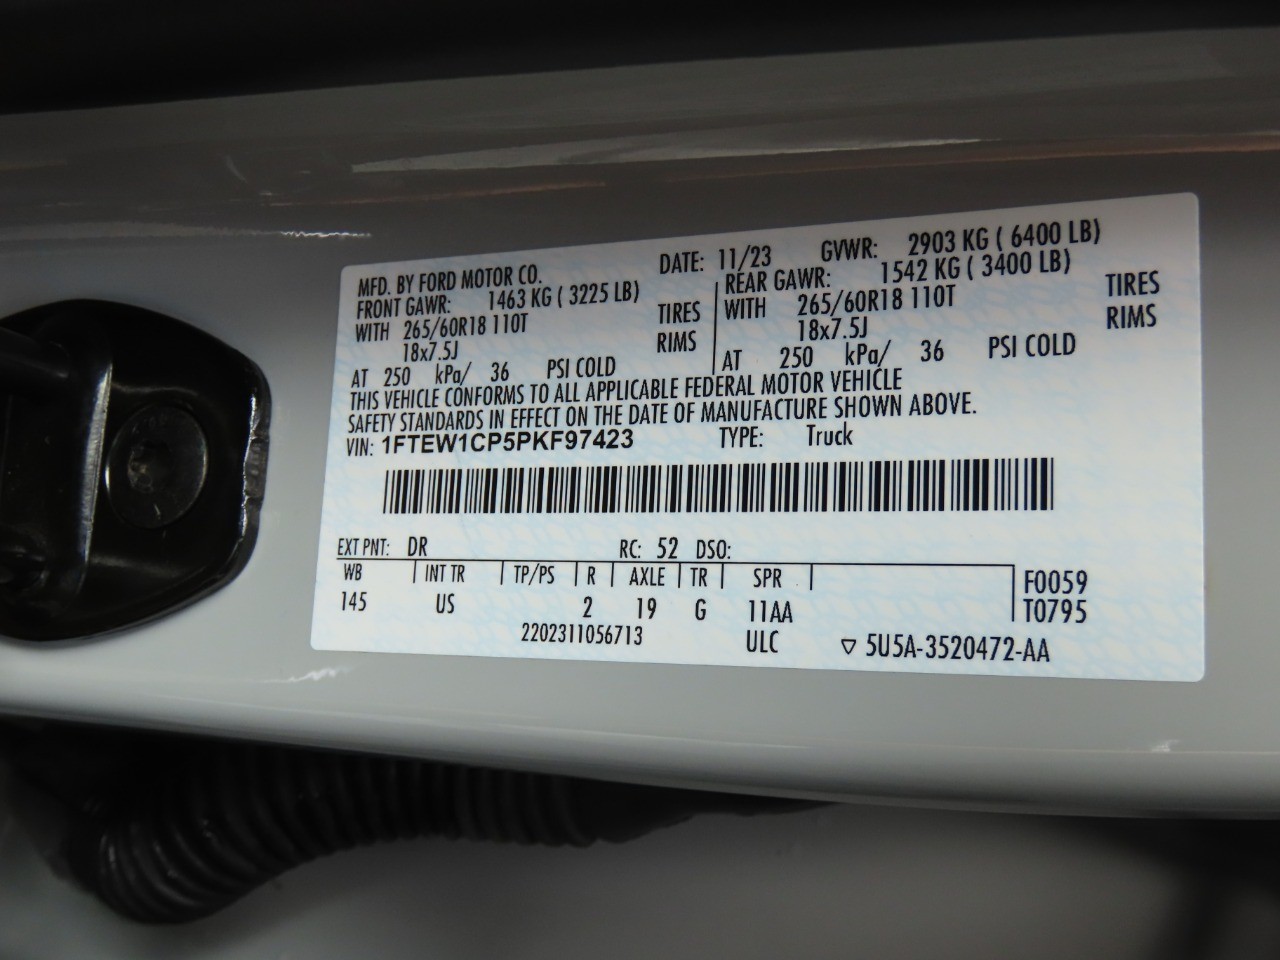 MFD. BY FORD MOTOR CO. DATE: 11/23 GVWR: 2903 KG ( 6400 LB)
FRONT GAWR: 1463 KG ( 3225 LB) REAR GAWR: 1542 KG ( 3400 LB)
WITH 265/60R18 110T TIRES WITH 265/60R18 110T TIRES
18x7.5J RIMS 18x7.5J RIMS
AT 250 kPa/ 36 PSI COLD AT 250 kPa/ 36 PSI COLD
THIS VEHICLE CONFORMS TO ALL APPLICABLE FEDERAL MOTOR VEHICLE
SAFETY STANDARDS IN EFFECT ON THE DATE OF MANUFACTURE SHOWN ABOVE.
VIN: 1FTEW1CP5PKF97423 TYPE: Truck
EXT PNT: DR RC: 52 DSO:
WB INT TR TP/PS R AXLE TR SPR F0059
145 US 2 19 G 11AA T0795
2202311056713 ULC ▽ 5U5A-3520472-AA